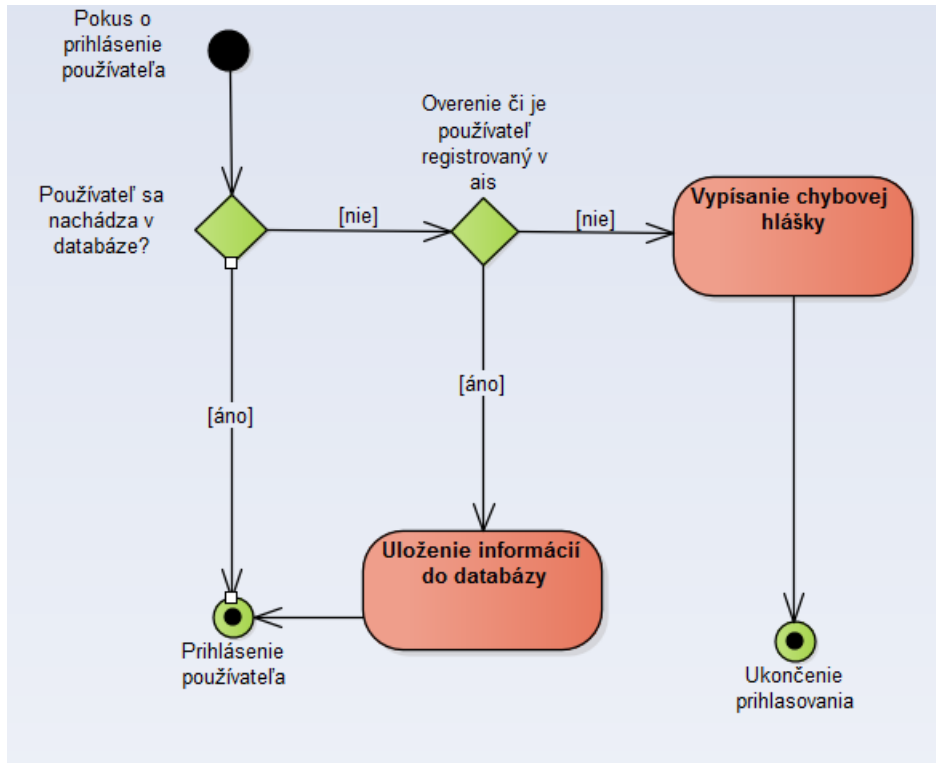 Pokus o
prihlásenie
používateľa
Overenie či je
používateľ
registrovaný v
ais
Používateľ sa
nachádza v
databáze?
[nie]
[nie]
Vypísanie chybovej
hlášky
[áno]
[áno]
Uloženie informácií
do databázy
Prihlásenie
používateľa
Ukončenie
prihlasovania